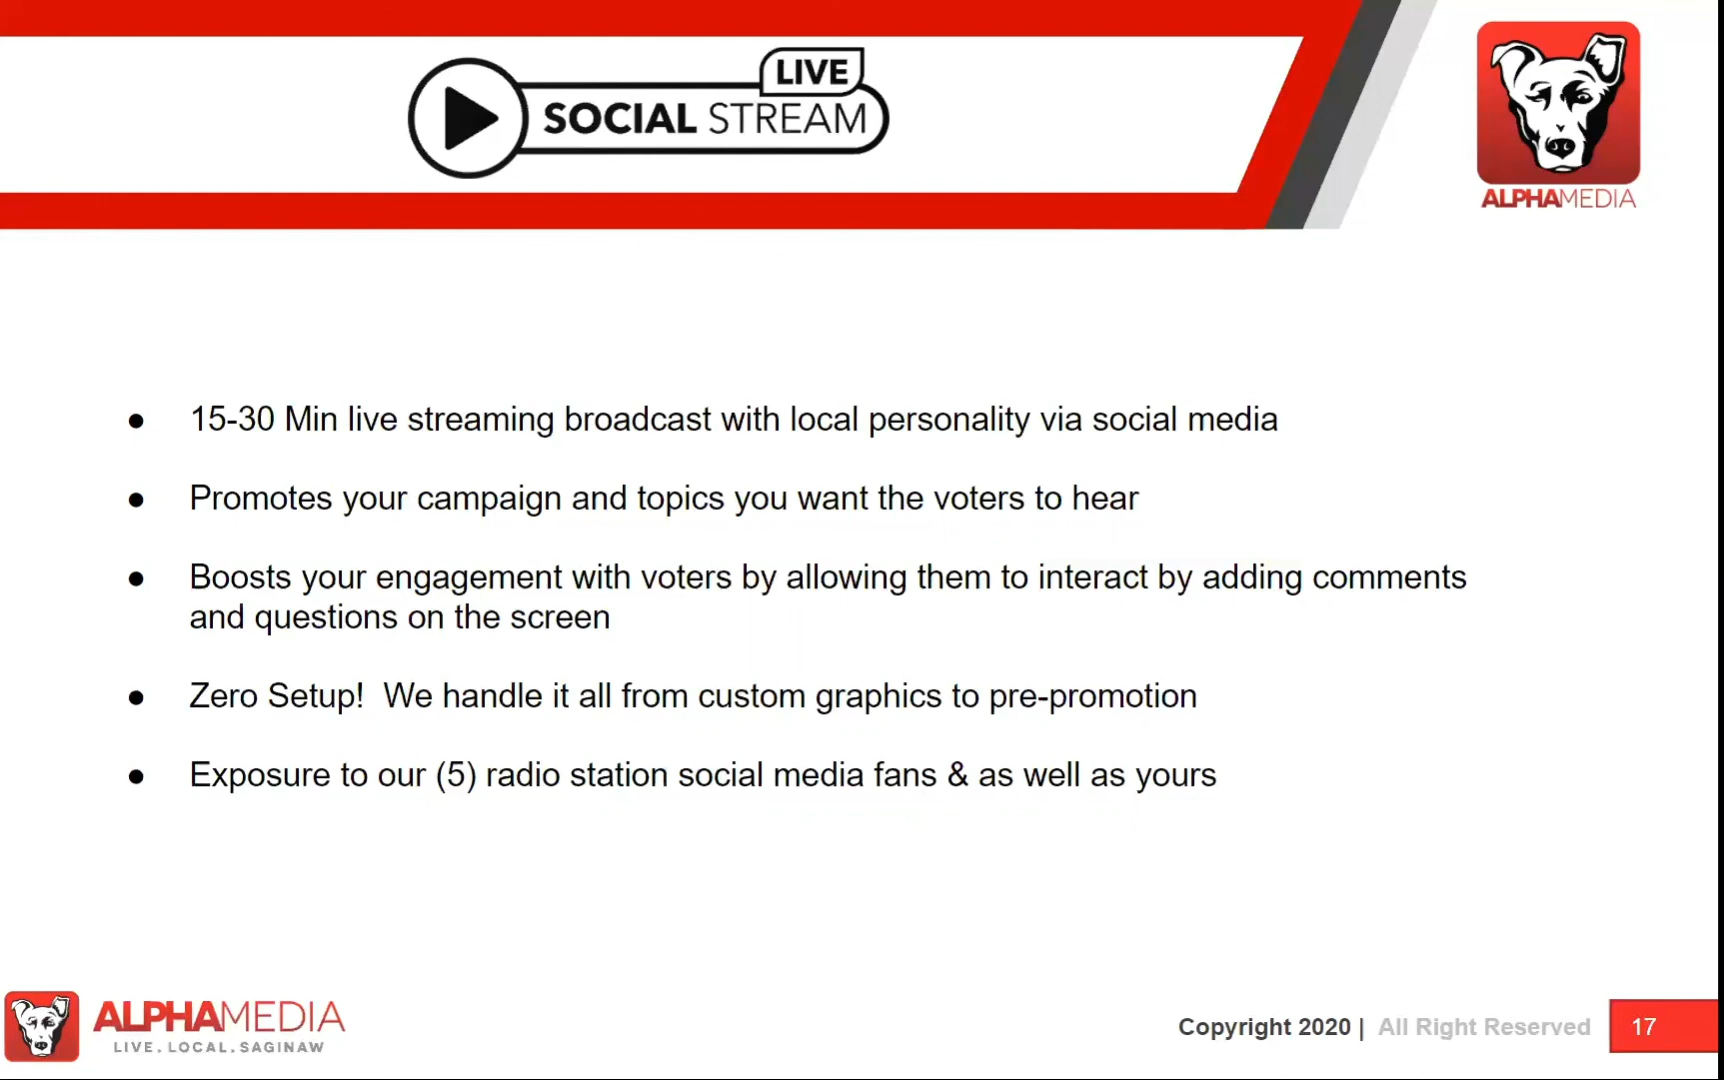 LIVE
SOCIAL STREAM
ALPHAMEDIA
● 15-30 Min live streaming broadcast with local personality via social media
● Promotes your campaign and topics you want the voters to hear
● Boosts your engagement with voters by allowing them to interact by adding comments
and questions on the screen
● Zero Setup!  We handle it all from custom graphics to pre-promotion
● Exposure to our (5) radio station social media fans & as well as yours
ALPHAMEDIA
LIVE.LOCAL.SAGINAW
Copyright 2020 | All Right Reserved
17